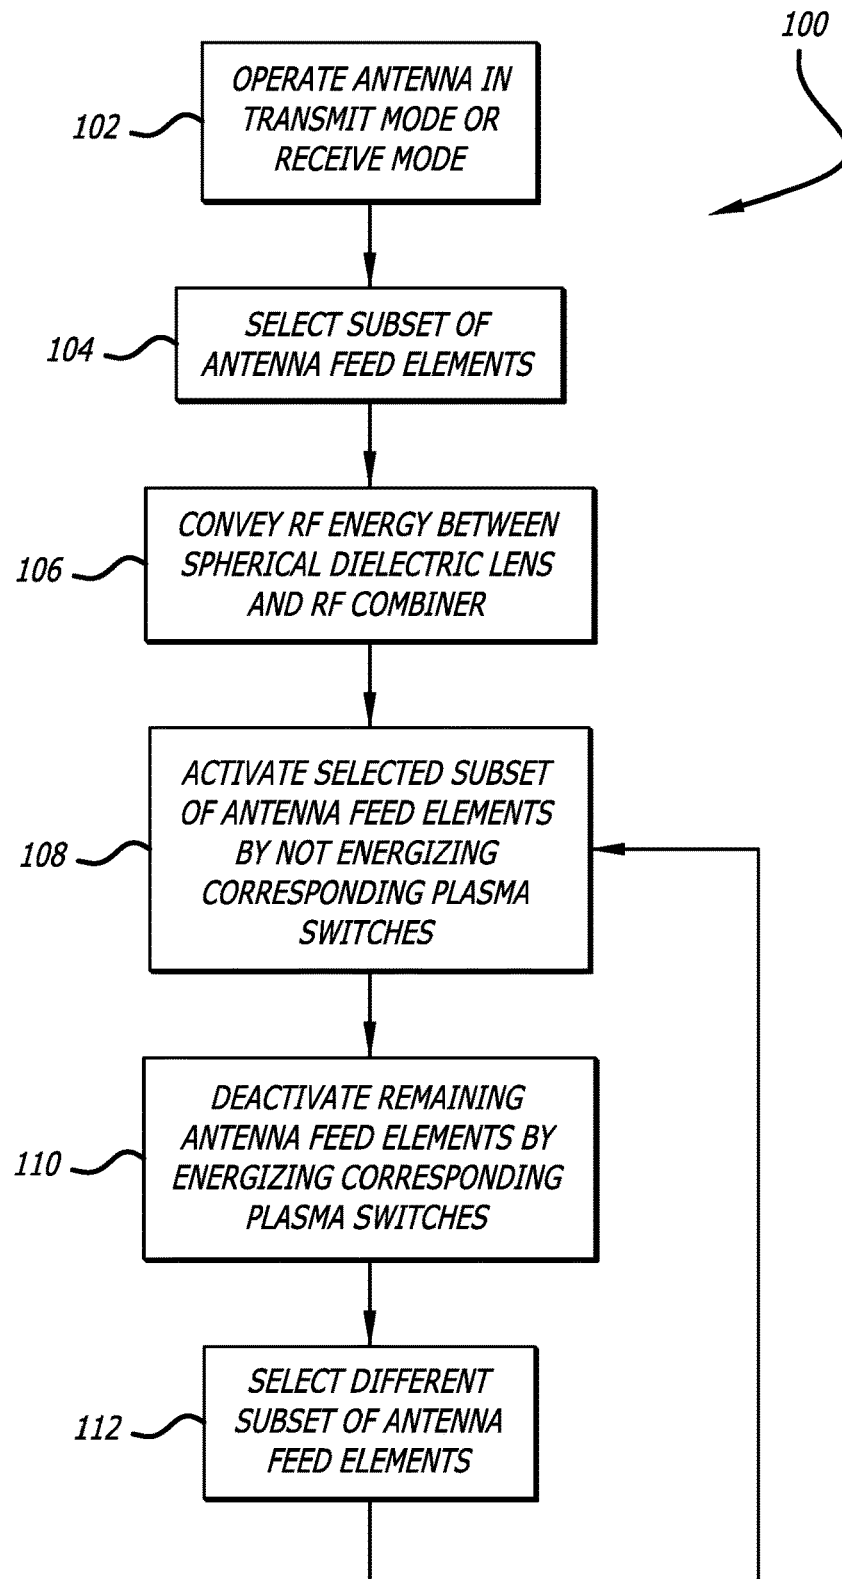 100
102
OPERATE ANTENNA IN
TRANSMIT MODE OR
RECEIVE MODE
104
SELECT SUBSET OF
ANTENNA FEED ELEMENTS
106
CONVEY RF ENERGY BETWEEN
SPHERICAL DIELECTRIC LENS
AND RF COMBINER
108
ACTIVATE SELECTED SUBSET
OF ANTENNA FEED ELEMENTS
BY NOT ENERGIZING
CORRESPONDING PLASMA
SWITCHES
110
DEACTIVATE REMAINING
ANTENNA FEED ELEMENTS BY
ENERGIZING CORRESPONDING
PLASMA SWITCHES
112
SELECT DIFFERENT
SUBSET OF ANTENNA
FEED ELEMENTS